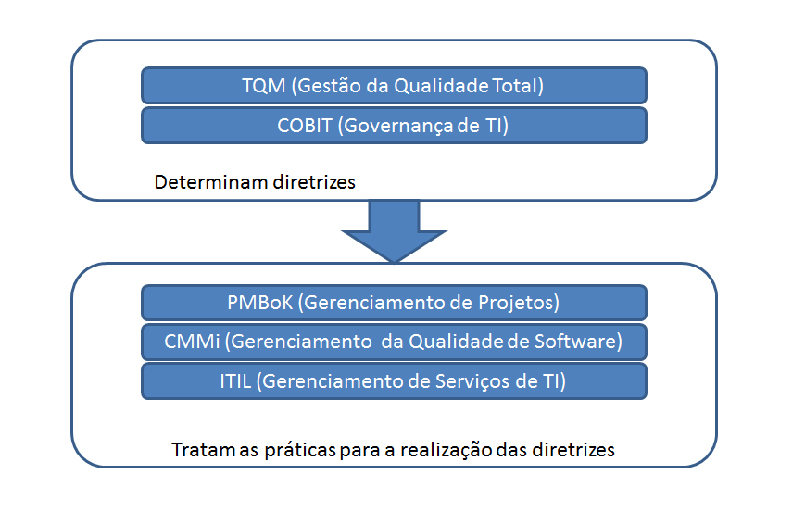 TQM (Gestão da Qualidade Total)
COBIT (Governança de TI)
Determinam diretrizes
PMBoK (Gerenciamento de Projetos)
CMMi (Gerenciamento da Qualidade de Software)
ITIL (Gerenciamento de Serviços de TI)
Tratam as práticas para a realização das diretrizes